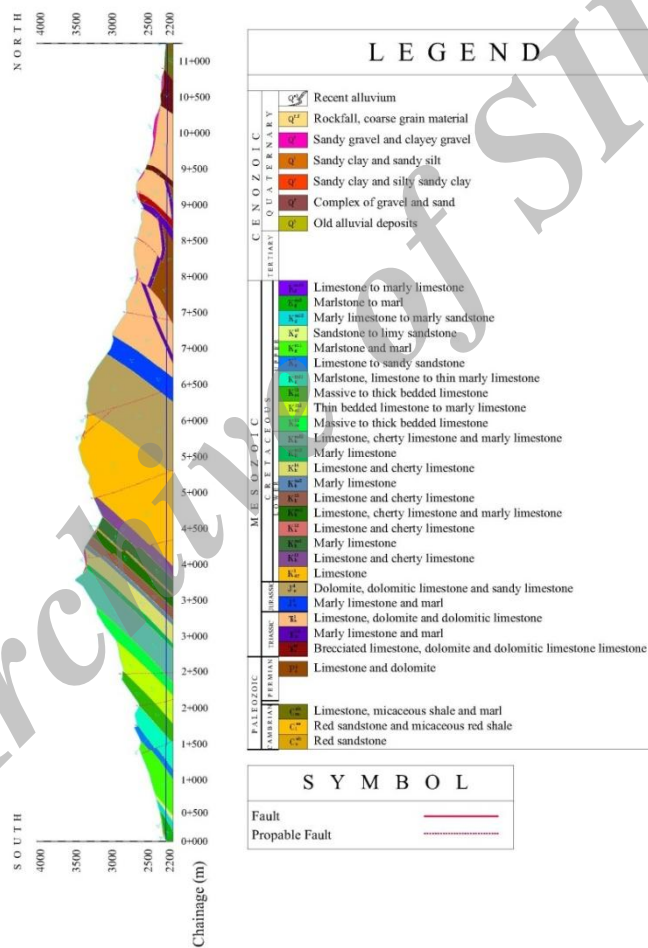 NORTH
4000
3500
3000
2500
2200
11+000
10+500
10+000
9+500
9+000
8+500
8+000
7+500
7+000
6+500
6+000
5+500
5+000
4+500
4+000
3+500
3+000
2+500
2+000
1+500
1+000
0+500
0+000
SOUTH
4000
3500
3000
2500
2200
Chainage (m)
LEGEND
CENOZOIC
QUATERNARY
Recent alluvium
Rockfall, coarse grain material
Sandy gravel and clayey gravel
Sandy clay and sandy silt
Sandy clay and silty sandy clay
Complex of gravel and sand
Old alluvial deposits
TERTIARY
MESOZOIC
CRETACEOUS
LOWER
Limestone to marly limestone
Marlstone to marl
Marly limestone to marly sandstone
Sandstone to limy sandstone
Marlstone and marl
Limestone to sandy sandstone
Marlstone, limestone to thin marly limestone
Massive to thick bedded limestone
Thin bedded limestone to marly limestone
Massive to thick bedded limestone
Limestone, cherty limestone and marly limestone
Marly limestone
Limestone and cherty limestone
Marly limestone
Limestone and cherty limestone
Limestone, cherty limestone and marly limestone
Limestone and cherty limestone
Marly limestone
Limestone and cherty limestone
Limestone
JURASSIC
Dolomite, dolomitic limestone and sandy limestone
Marly limestone and marl
TRIASSIC
Limestone, dolomite and dolomitic limestone
Marly limestone and marl
Brecciated limestone, dolomite and dolomitic limestone limestone
PALEOZOIC
PERMIAN
Limestone and dolomite
CAMBRIAN
Limestone, micaceous shale and marl
Red sandstone and micaceous red shale
Red sandstone
SYMBOL
Fault
Propable Fault
Archive of SI